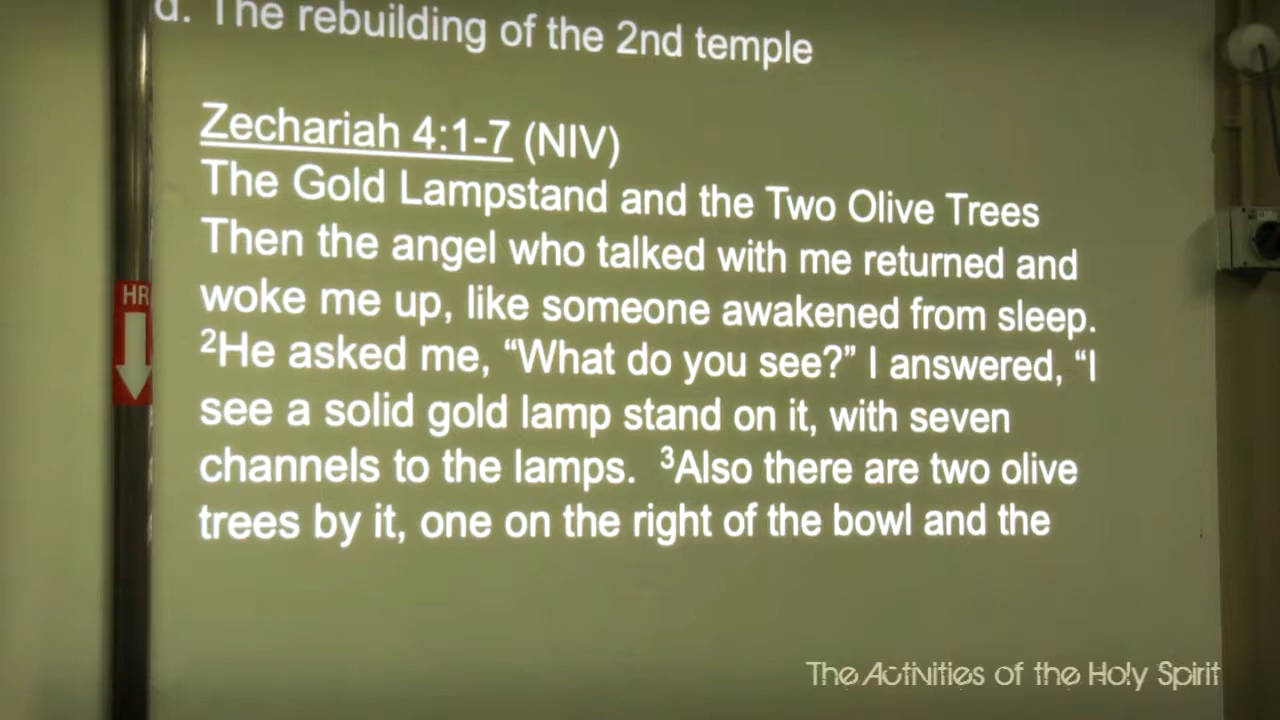 d. The rebuilding of the 2nd temple
Zechariah 4:1-7 (NIV)
The Gold Lampstand and the Two Olive Trees
Then the angel who talked with me returned and
woke me up, like someone awakened from sleep.
²He asked me, “What do you see?” I answered, “I
see a solid gold lamp stand on it, with seven
channels to the lamps. ³Also there are two olive
trees by it, one on the right of the bowl and the
HR
The Activities of the Holy Spirit